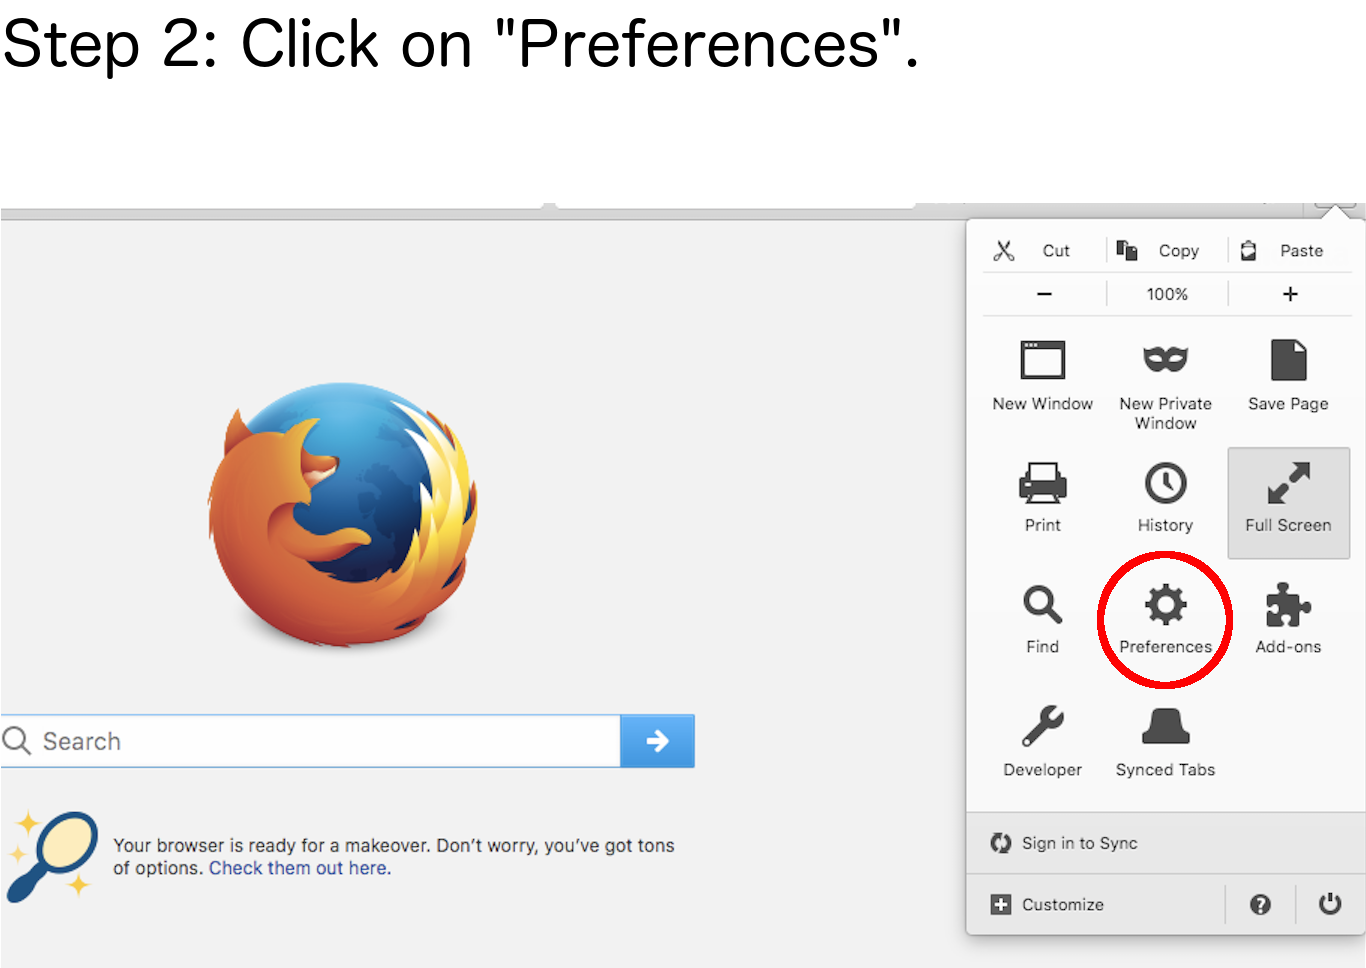 Step 2: Click on "Preferences".
Cut Copy Paste
− 100% +
New Window New Private Window Save Page
Print History Full Screen
Find Preferences Add-ons
Developer Synced Tabs
Search
Your browser is ready for a makeover. Don't worry, you've got tons
of options. Check them out here.
Sign in to Sync
Customize